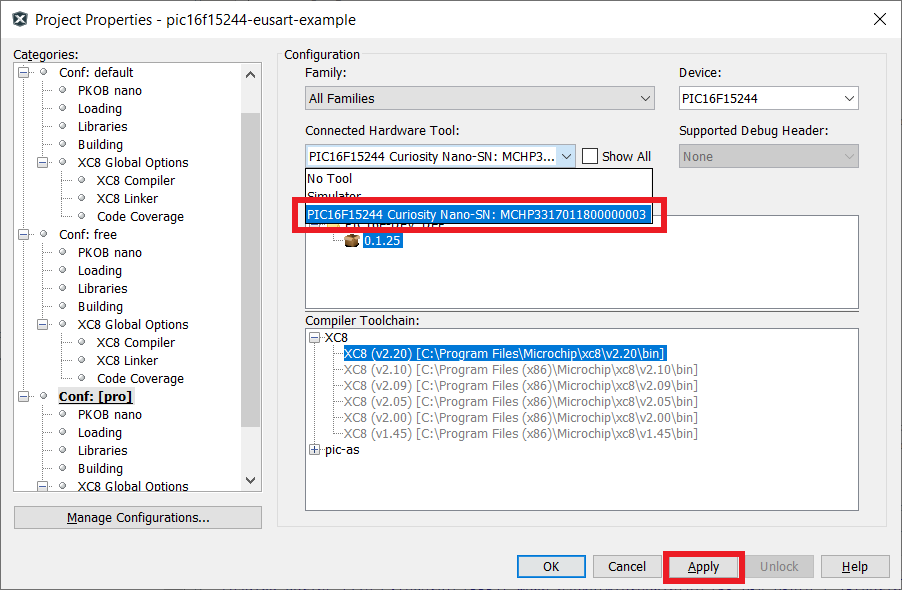 Project Properties - pic16f15244-eusart-example
Categories:
Conf: default
PKOB nano
Loading
Libraries
Building
XC8 Global Options
XC8 Compiler
XC8 Linker
Code Coverage
Conf: free
PKOB nano
Loading
Libraries
Building
XC8 Global Options
XC8 Compiler
XC8 Linker
Code Coverage
Conf: [pro]
PKOB nano
Loading
Libraries
Building
XC8 Global Options
Manage Configurations...
Configuration
Family:
Device:
All Families
PIC16F15244
Connected Hardware Tool:
Supported Debug Header:
PIC16F15244 Curiosity Nano-SN: MCHP3...
Show All
None
No Tool
Simulator
PIC16F15244 Curiosity Nano-SN: MCHP3317011800000003
0.1.25
Compiler Toolchain:
XC8
XC8 (v2.20) [C:\Program Files\Microchip\xc8\v2.20\bin]
XC8 (v2.10) [C:\Program Files (x86)\Microchip\xc8\v2.10\bin]
XC8 (v2.09) [C:\Program Files (x86)\Microchip\xc8\v2.09\bin]
XC8 (v2.05) [C:\Program Files (x86)\Microchip\xc8\v2.05\bin]
XC8 (v2.00) [C:\Program Files (x86)\Microchip\xc8\v2.00\bin]
XC8 (v1.45) [C:\Program Files (x86)\Microchip\xc8\v1.45\bin]
pic-as
OK
Cancel
Apply
Unlock
Help